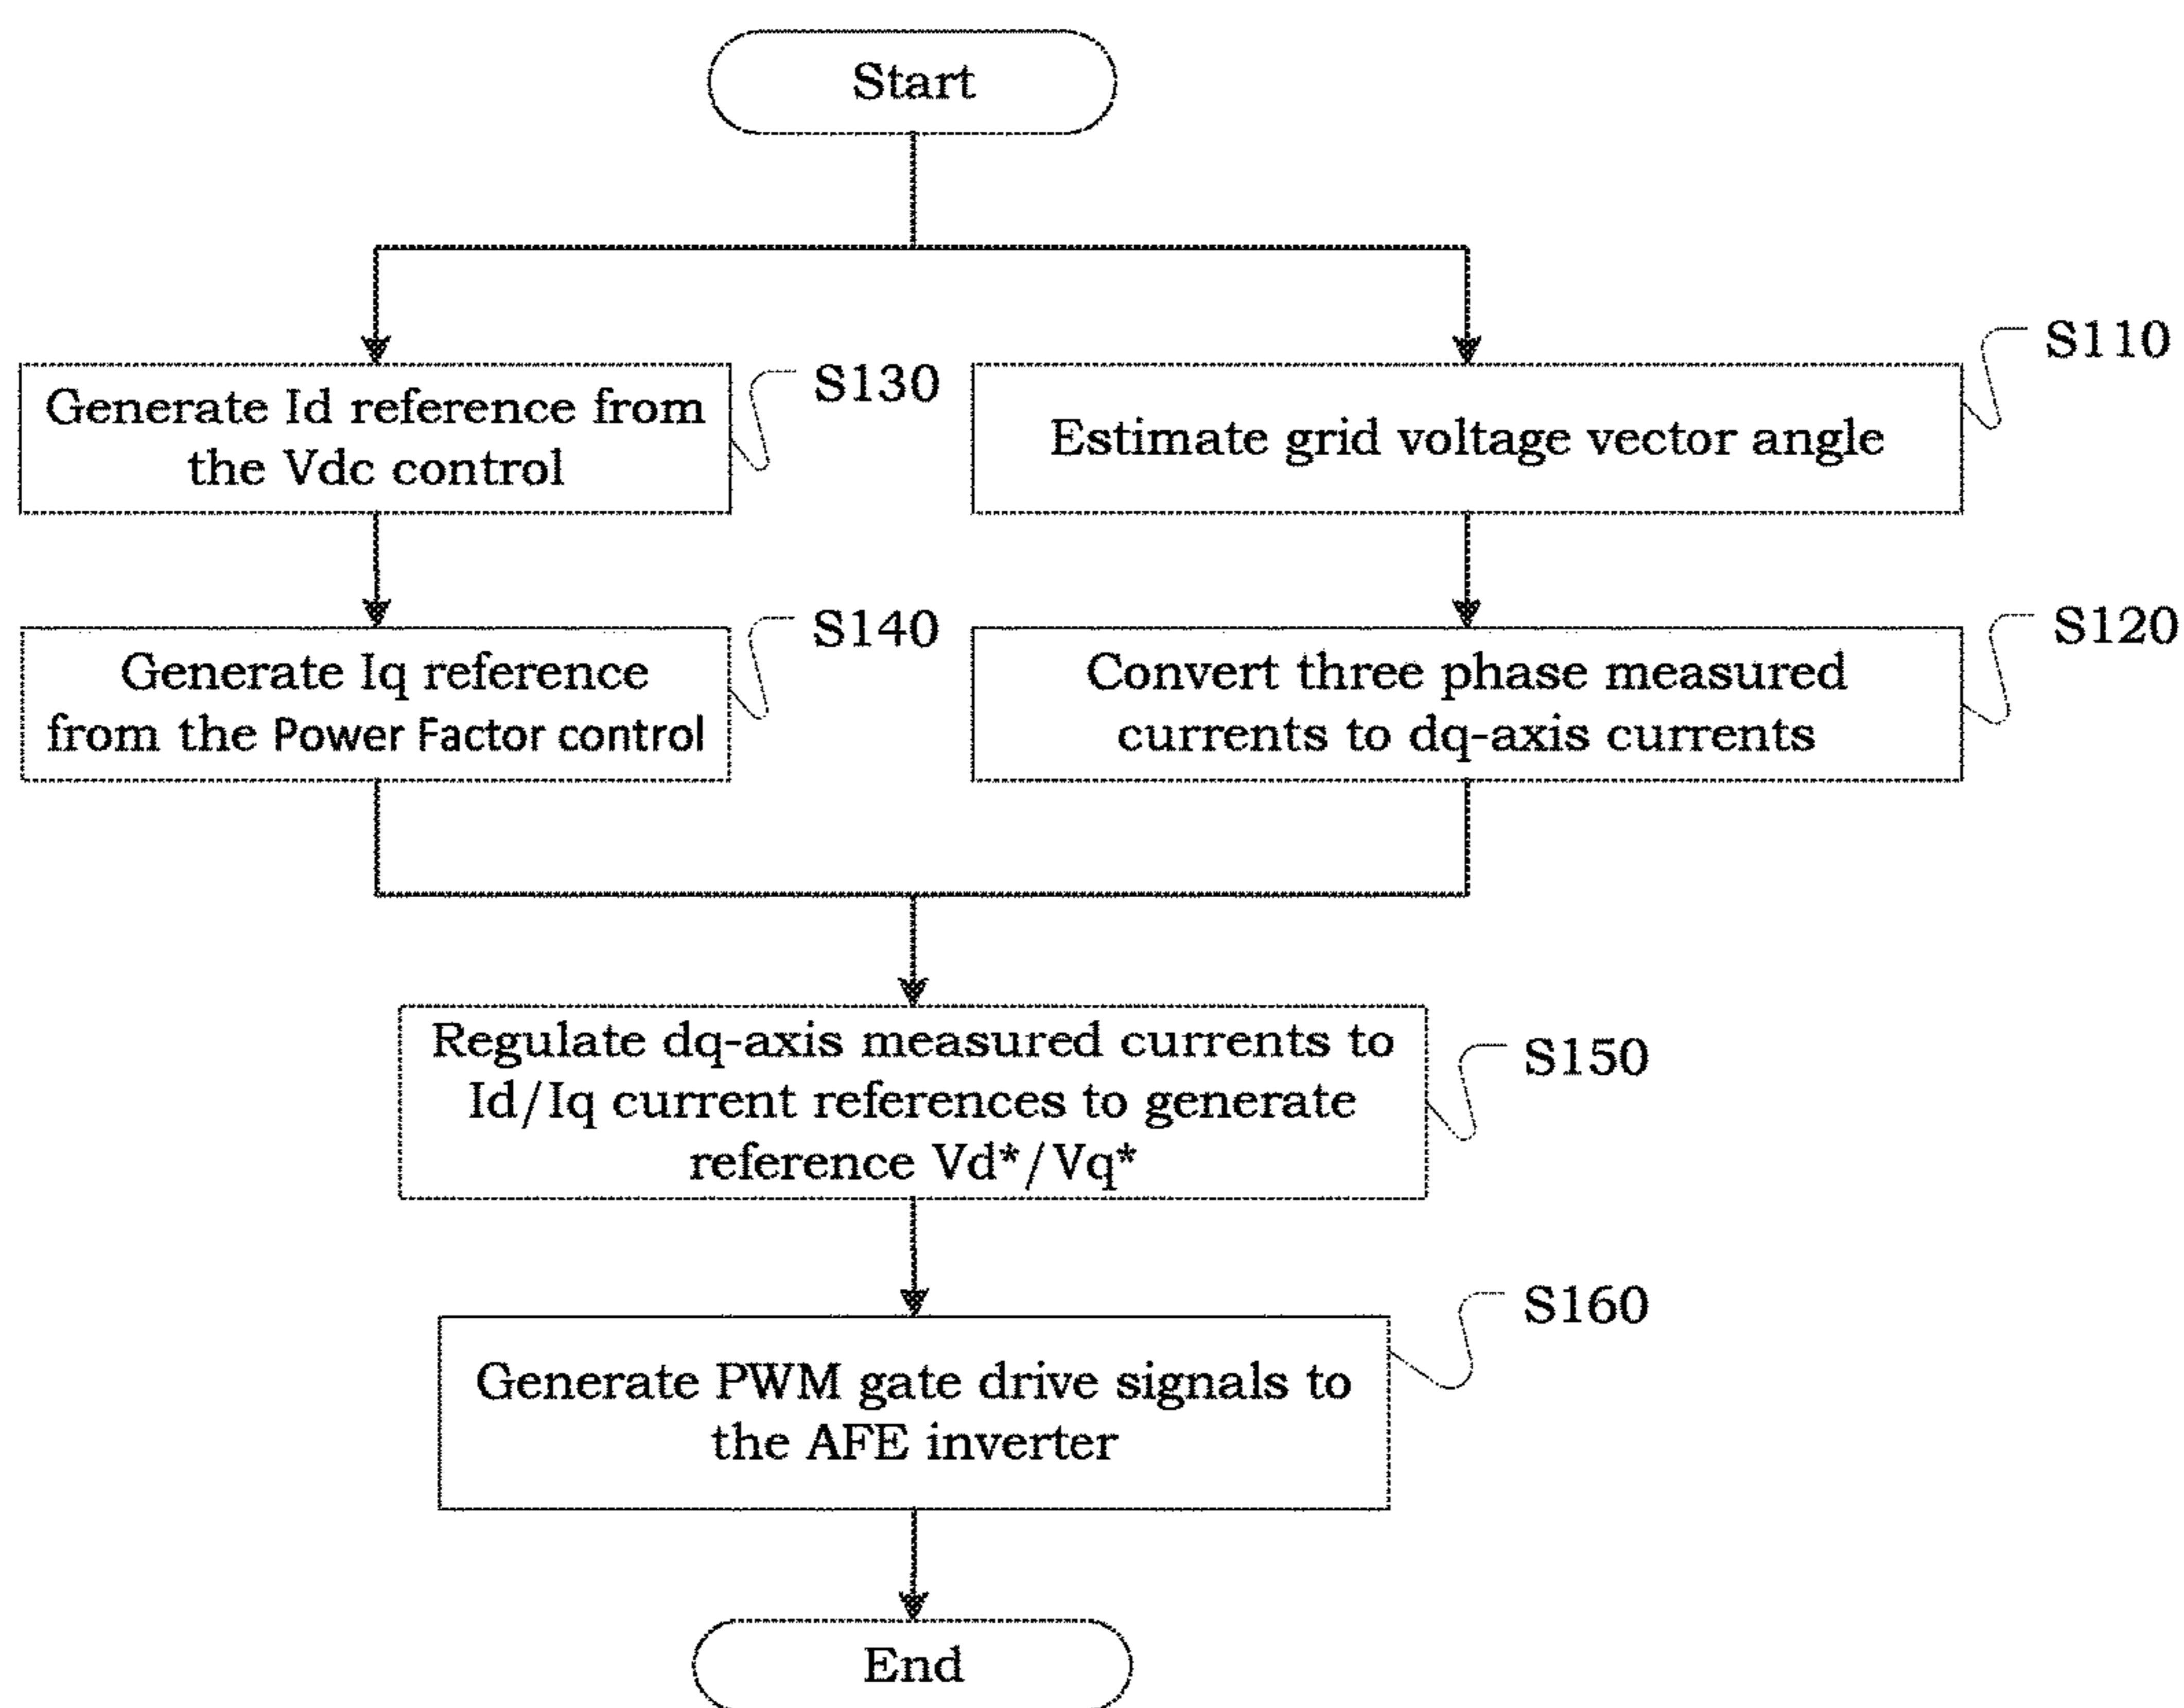 Start
S110
S130
Generate Id reference from
the Vdc control
Estimate grid voltage vector angle
S140
S120
Generate Iq reference
from the Power Factor control
Convert three phase measured
currents to dq-axis currents
Regulate dq-axis measured currents to
Id/Iq current references to generate
reference Vd*/Vq*
S150
S160
Generate PWM gate drive signals to
the AFE inverter
End